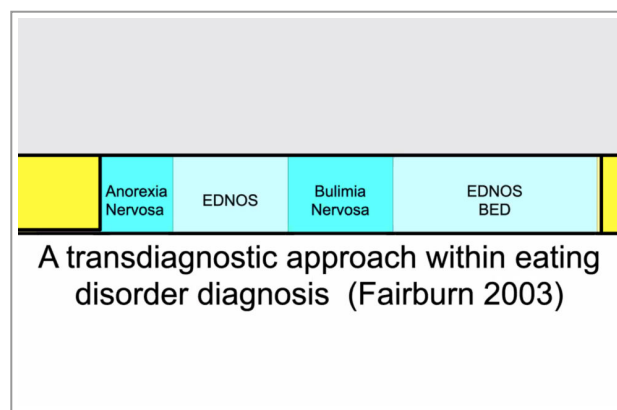 Anorexia
Nervosa
EDNOS
Bulimia
Nervosa
EDNOS
BED
A transdiagnostic approach within eating
disorder diagnosis (Fairburn 2003)